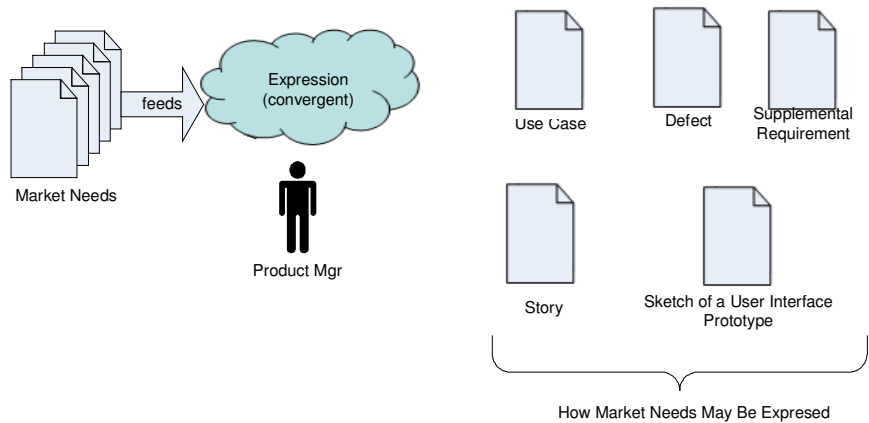 feeds
Expression
(convergent)
Market Needs
Product Mgr
Use Case
Defect
Supplemental
Requirement
Story
Sketch of a User Interface
Prototype
How Market Needs May Be Expresed